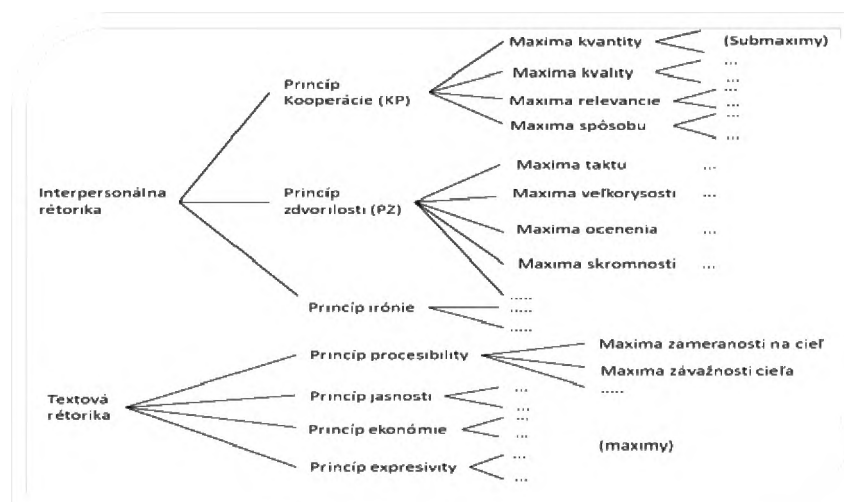 Maxima kvantity
(Submaximy)
Princíp
Kooperácie (KP)
Maxima kvality
...
...
Maxima relevancie
...
...
Maxima spôsobu
...
...
Interpersonálna
rétorika
Princíp
zdvorilosti (PZ)
Maxima taktu
...
Maxima veľkorysosti
...
Maxima ocenenia
...
Maxima skromnosti
...
.....
Princíp irónie
.....
.....
Textová
rétorika
Princíp procesibility
Maxima zameranosti na cieľ
Maxima závažnosti cieľa
.....
Princíp jasnosti
...
...
Princíp ekonómie
...
...
(maximy)
Princíp expresivity
...
...